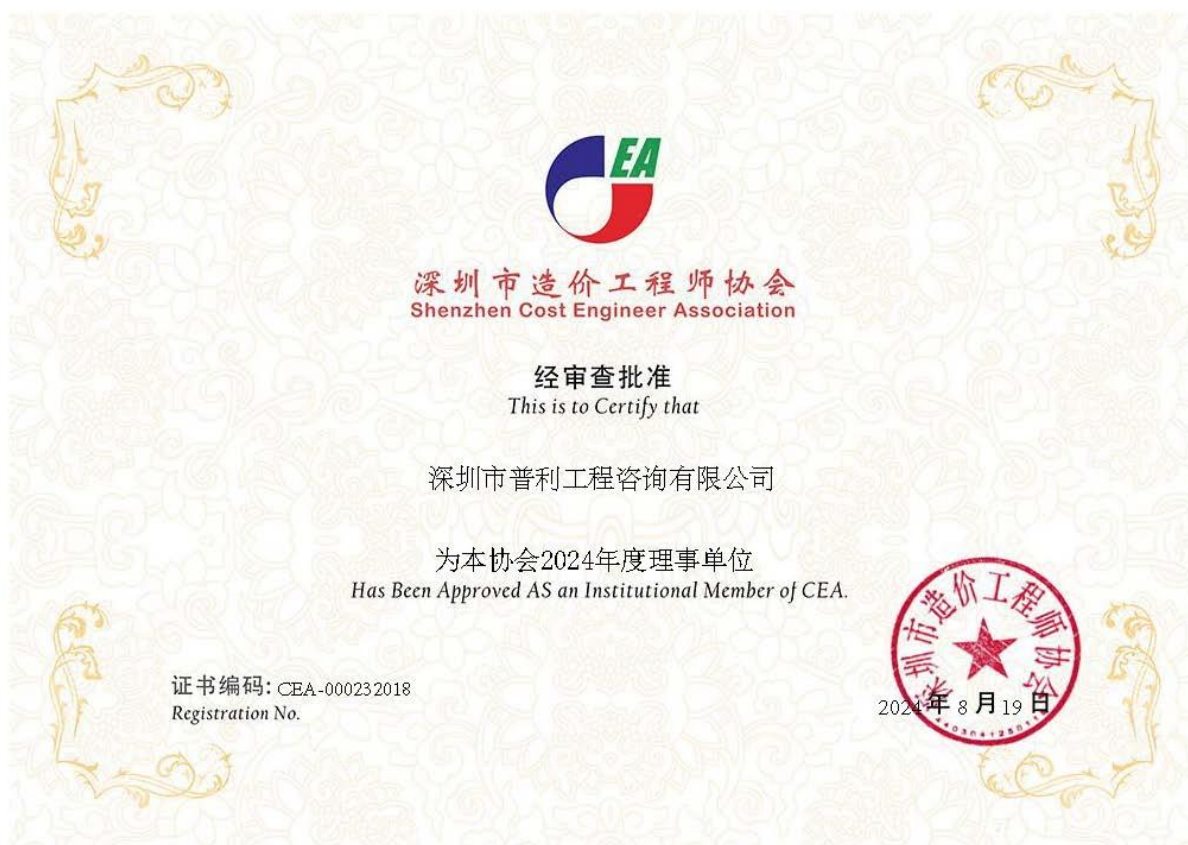 EA
深圳市造价工程师协会
Shenzhen Cost Engineer Association
经审查批准
This is to Certify that
深圳市普利工程咨询有限公司
为本协会2024年度理事单位
Has Been Approved AS an Institutional Member of CEA.
证书编码: CEA-000232018
Registration No.
深圳市造价工程师协会
2024年8月19日